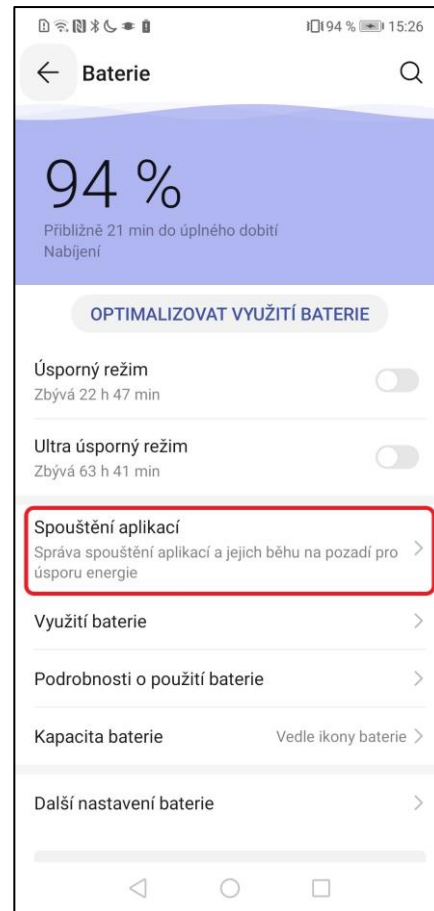 94 % 15:26
Baterie
94 %
Přibližně 21 min do úplného dobití
Nabíjení
OPTIMALIZOVAT VYUŽITÍ BATERIE
Úsporný režim
Zbývá 22 h 47 min
Ultra úsporný režim
Zbývá 63 h 41 min
Spouštění aplikací
Správa spouštění aplikací a jejich běhu na pozadí pro
úsporu energie
Využití baterie
Podrobnosti o použití baterie
Kapacita baterie Vedle ikony baterie
Další nastavení baterie